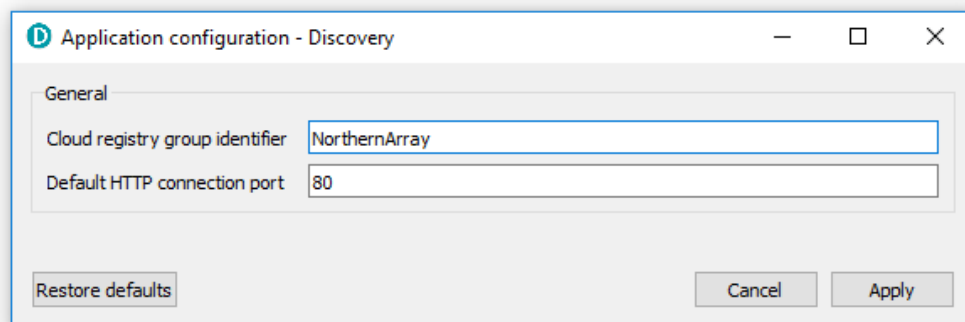 D Application configuration - Discovery
General
Cloud registry group identifier NorthernArray
Default HTTP connection port 80
Restore defaults Cancel Apply